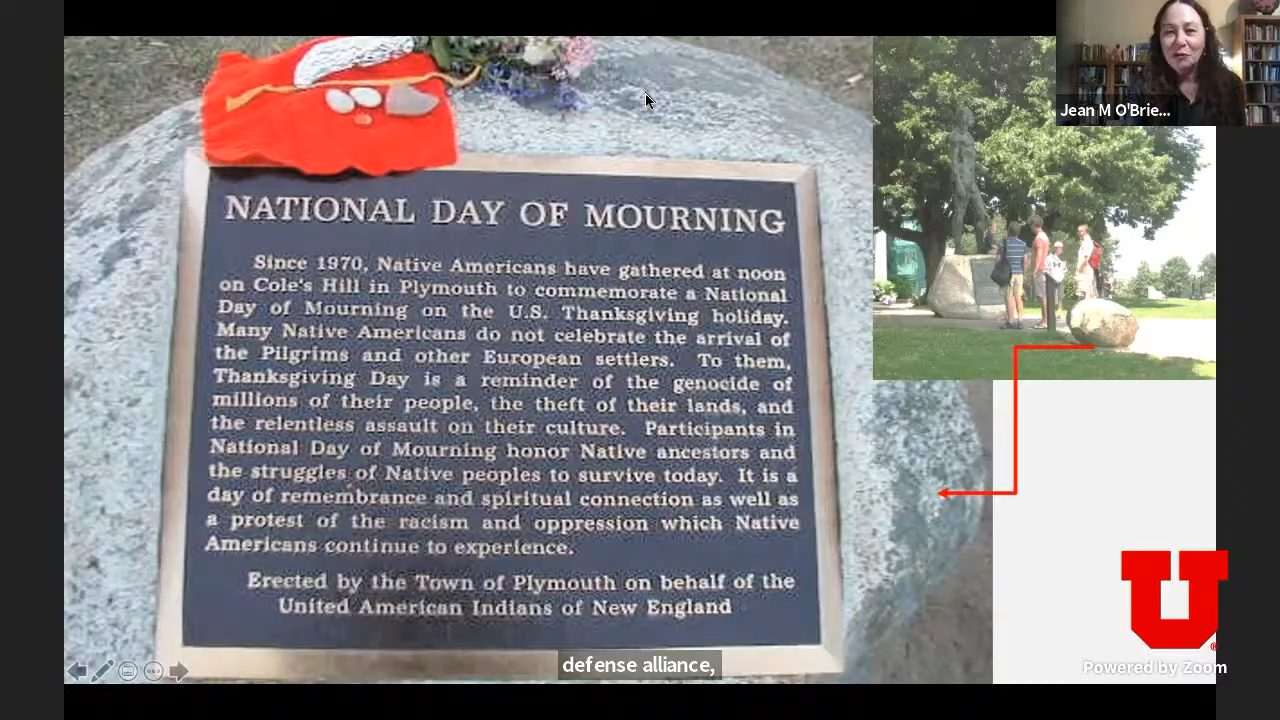 Jean M O'Brie...
NATIONAL DAY OF MOURNING
Since 1970, Native Americans have gathered at noon
on Cole's Hill in Plymouth to commemorate a National
Day of Mourning on the U.S. Thanksgiving holiday.
Many Native Americans do not celebrate the arrival of
the Pilgrims and other European settlers. To them,
Thanksgiving Day is a reminder of the genocide of
millions of their people, the theft of their lands, and
the relentless assault on their culture. Participants in
National Day of Mourning honor Native ancestors and
the struggles of Native peoples to survive today. It is a
day of remembrance and spiritual connection as well as
a protest of the racism and oppression which Native
Americans continue to experience.
Erected by the Town of Plymouth on behalf of the
United American Indians of New England
U
®
Powered by Zoom
defense alliance,